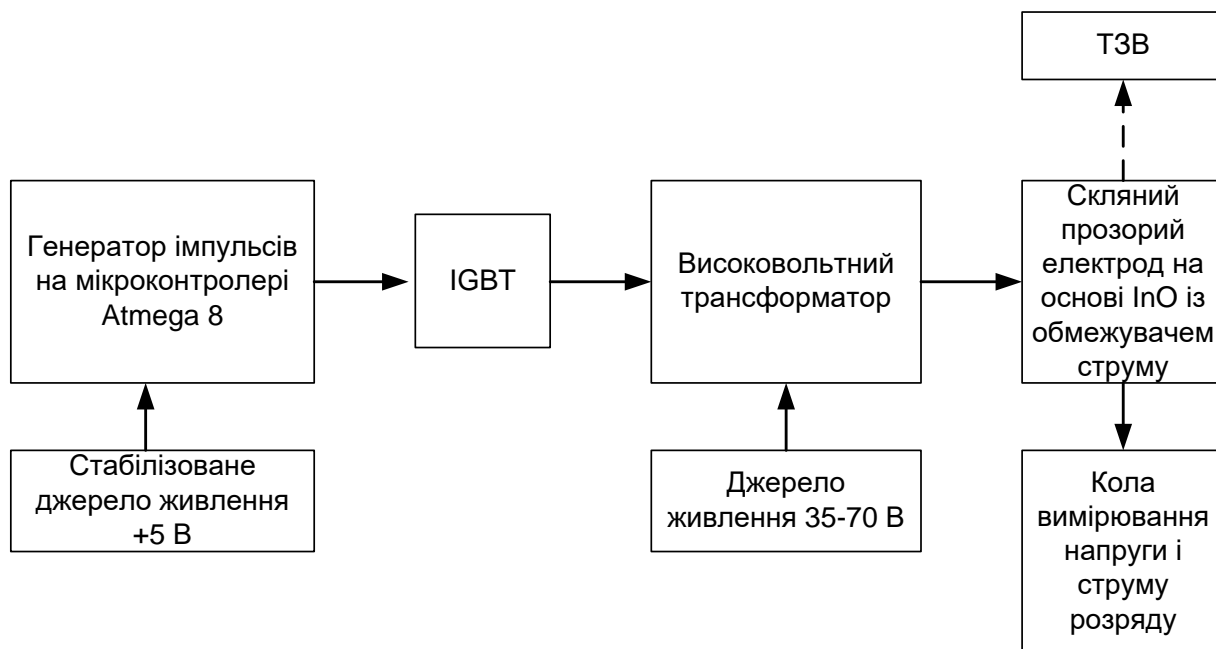 ТЗВ
Генератор імпульсів
на мікроконтролері
Atmega 8
IGBT
Високовольтний
трансформатор
Скляний
прозорий
електрод на
основі InO із
обмежувачем
струму
Стабілізоване
джерело живлення
+5 В
Джерело
живлення 35-70 В
Кола
вимірювання
напруги і
струму
розряду